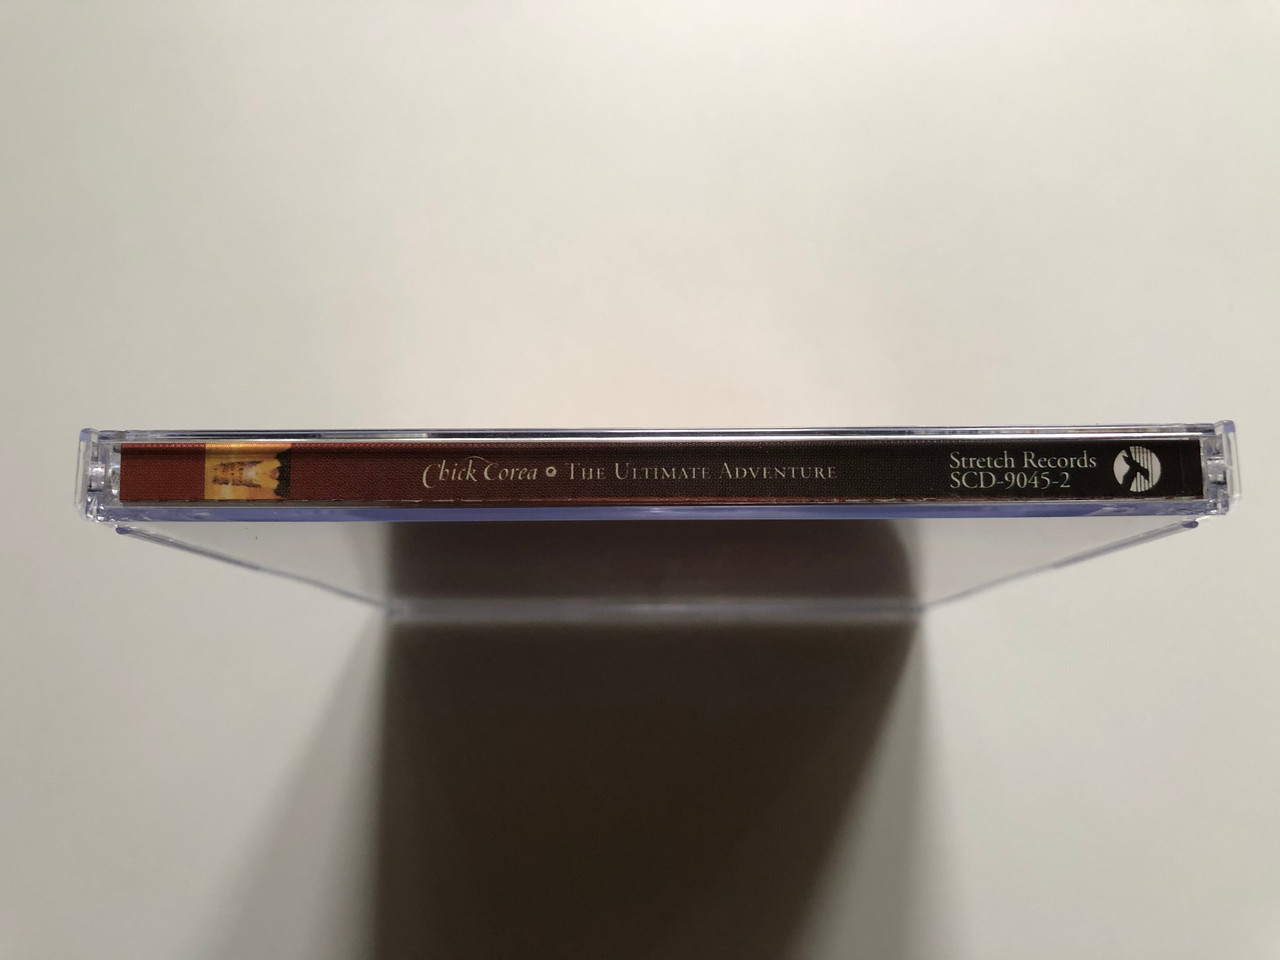 Chick Corea • The Ultimate Adventure
Stretch Records
SCD-9045-2